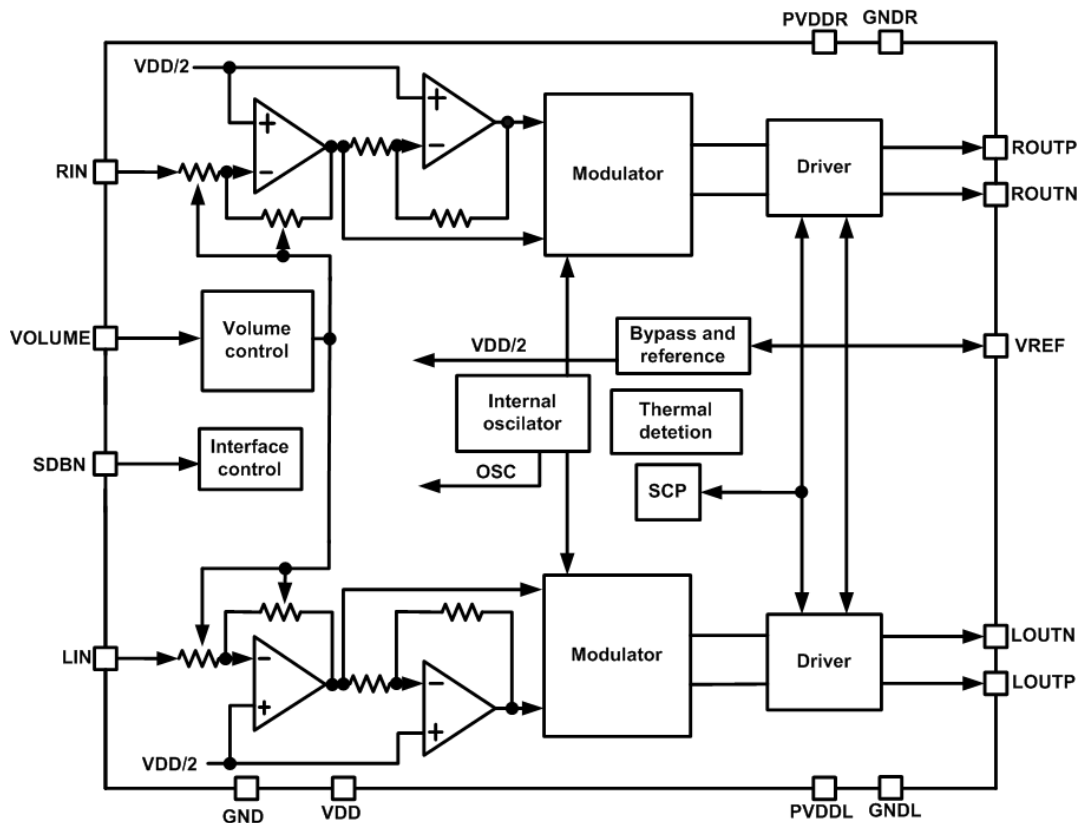 PVDDR
GNDR
VDD/2
+
+
−
−
RIN
Modulator
Driver
ROUTP
ROUTN
VOLUME
Volume
control
VDD/2
Bypass and
reference
VREF
Internal
oscilator
Thermal
detetion
SDBN
Interface
control
OSC
SCP
LIN
−
+
−
+
Modulator
Driver
LOUTN
LOUTP
VDD/2
GND
VDD
PVDDL
GNDL